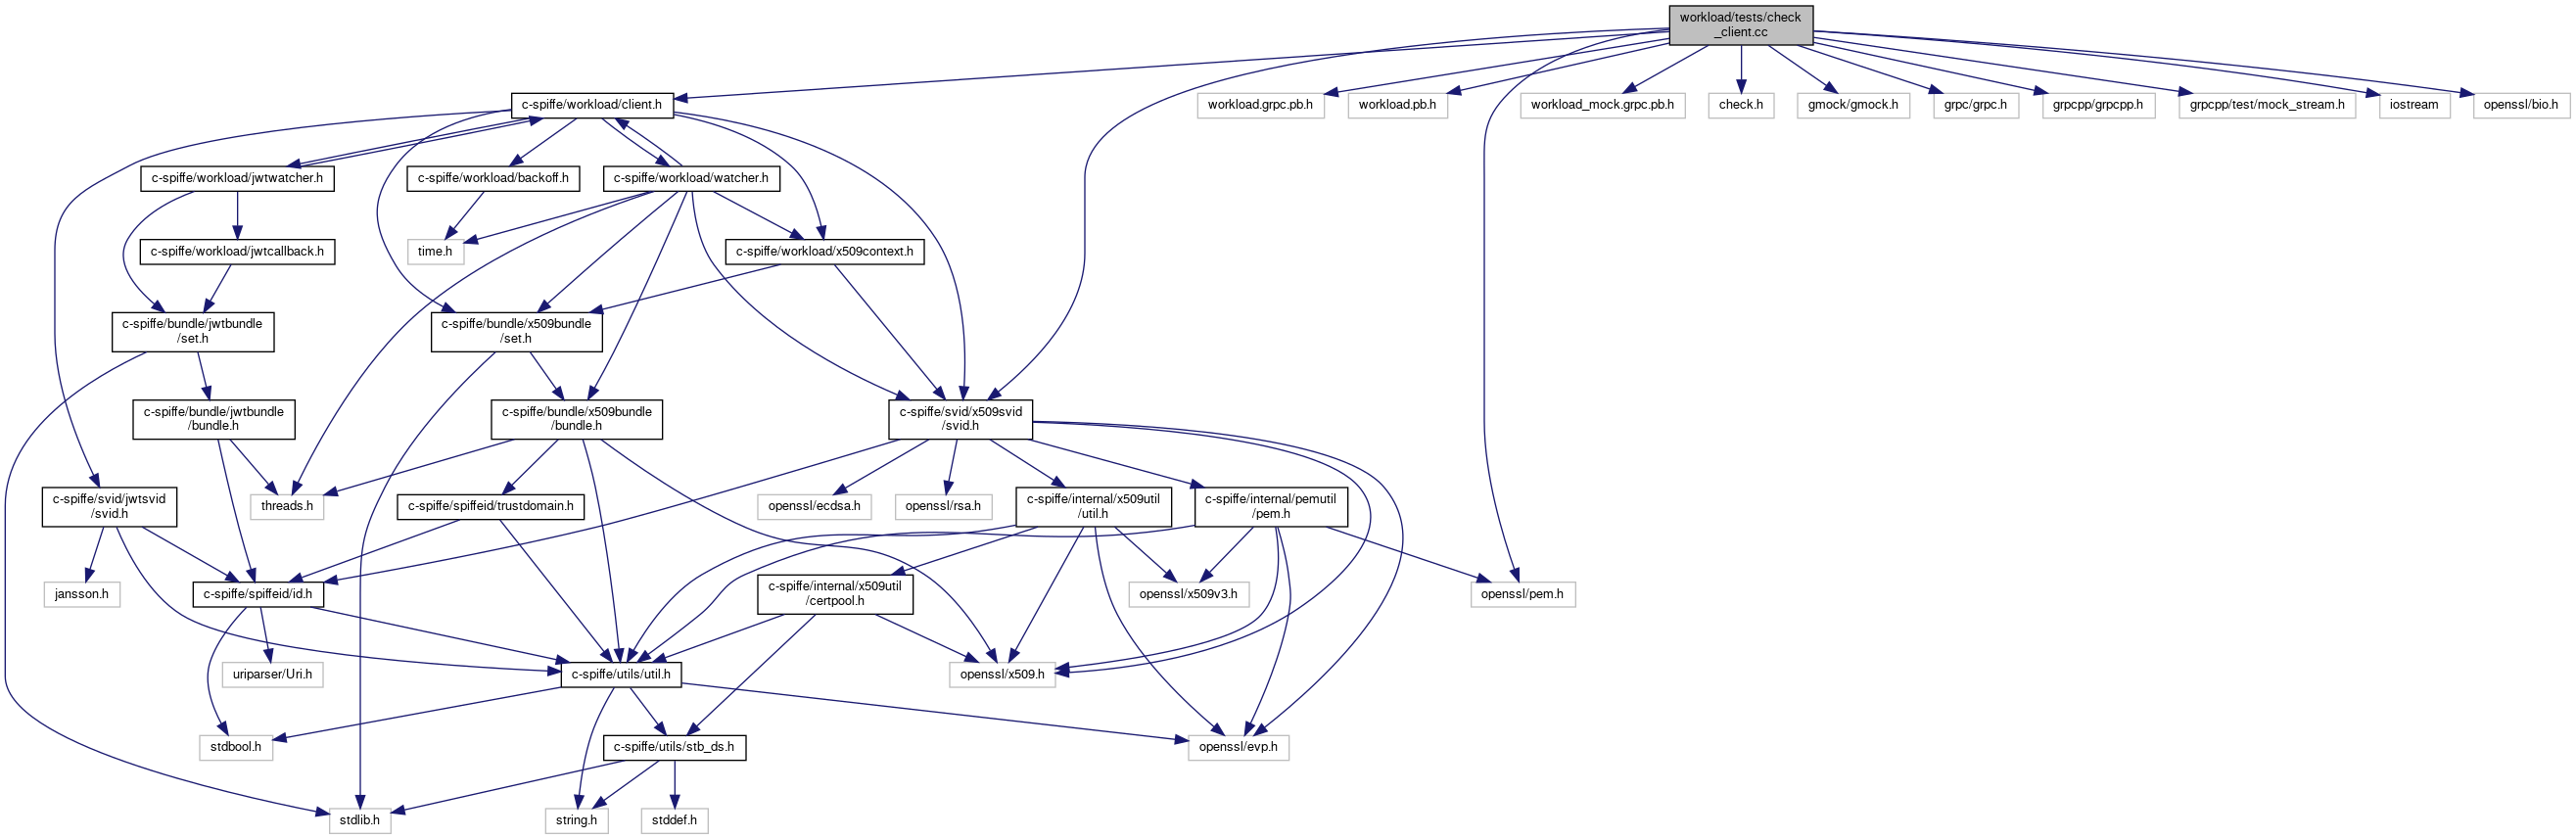 workload/tests/check
_client.cc
c-spiffe/workload/client.h
workload.grpc.pb.h
workload.pb.h
workload_mock.grpc.pb.h
check.h
gmock/gmock.h
grpc/grpc.h
grpcpp/grpcpp.h
grpcpp/test/mock_stream.h
iostream
openssl/bio.h
c-spiffe/workload/jwtwatcher.h
c-spiffe/workload/backoff.h
c-spiffe/workload/watcher.h
c-spiffe/workload/jwtcallback.h
time.h
c-spiffe/workload/x509context.h
c-spiffe/bundle/jwtbundle
/set.h
c-spiffe/bundle/x509bundle
/set.h
c-spiffe/bundle/jwtbundle
/bundle.h
c-spiffe/bundle/x509bundle
/bundle.h
c-spiffe/svid/x509svid
/svid.h
c-spiffe/svid/jwtsvid
/svid.h
threads.h
c-spiffe/spiffeid/trustdomain.h
openssl/ecdsa.h
openssl/rsa.h
c-spiffe/internal/x509util
/util.h
c-spiffe/internal/pemutil
/pem.h
jansson.h
c-spiffe/spiffeid/id.h
c-spiffe/internal/x509util
/certpool.h
openssl/x509v3.h
openssl/pem.h
uriparser/Uri.h
c-spiffe/utils/util.h
openssl/x509.h
stdbool.h
c-spiffe/utils/stb_ds.h
openssl/evp.h
stdlib.h
string.h
stddef.h